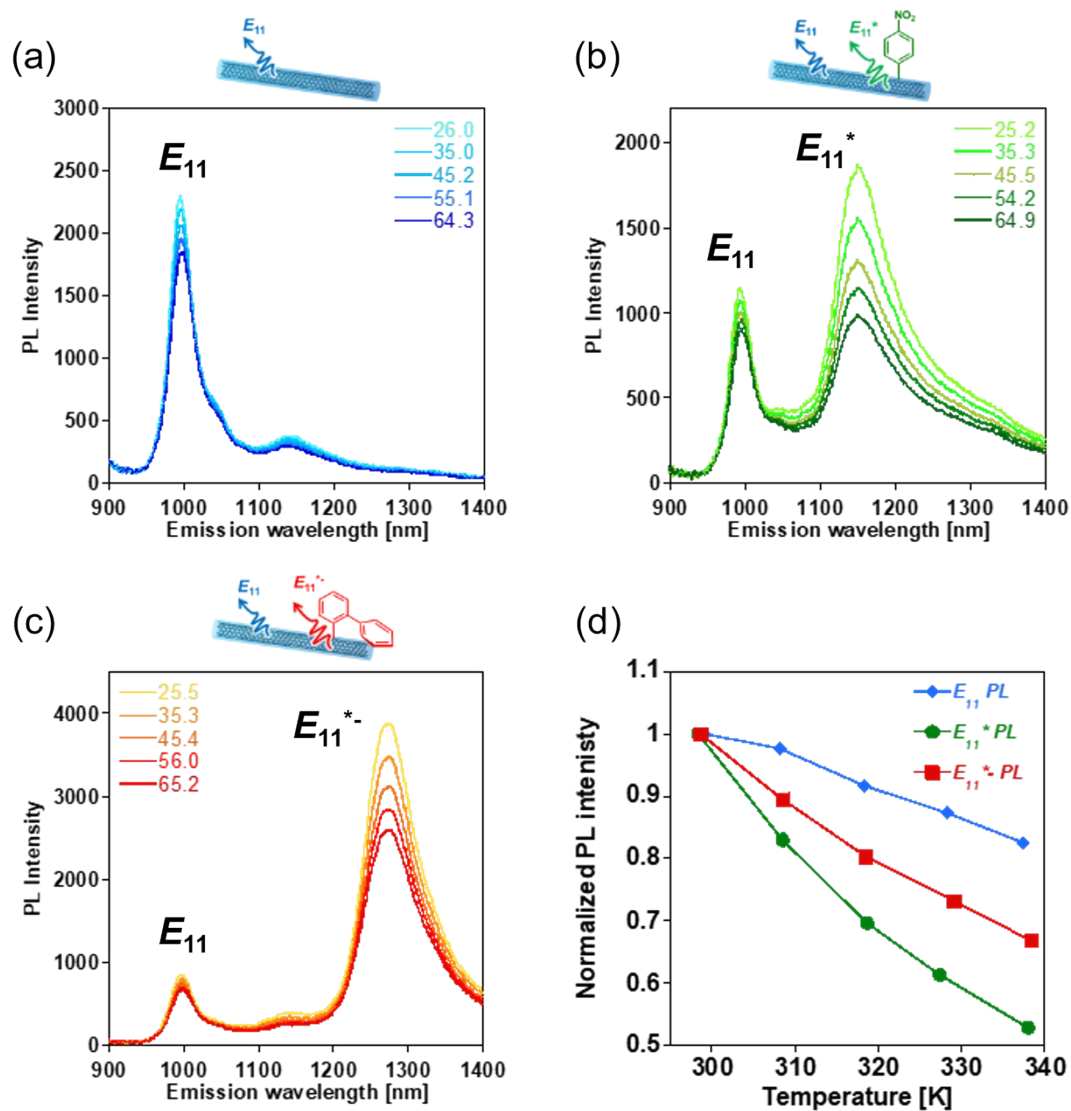 (a)
E11
3000
2500
2000
1500
1000
500
0
PL Intensity
E11
26.0
35.0
45.2
55.1
64.3
900 1000 1100 1200 1300 1400
Emission wavelength [nm]
(b)
E11
E11*
NO2
2000
1500
1000
500
0
PL Intensity
E11
E11*
25.2
35.3
45.5
54.2
64.9
900 1000 1100 1200 1300 1400
Emission wavelength [nm]
(c)
E11
E11*-
4000
3000
2000
1000
0
PL Intensity
25.5
35.3
45.4
56.0
65.2
E11
E11*-
900 1000 1100 1200 1300 1400
Emission wavelength [nm]
(d)
1.1
1
0.9
0.8
0.7
0.6
0.5
Normalized PL intenisty
E11 PL
E11* PL
E11*- PL
300 310 320 330 340
Temperature [K]